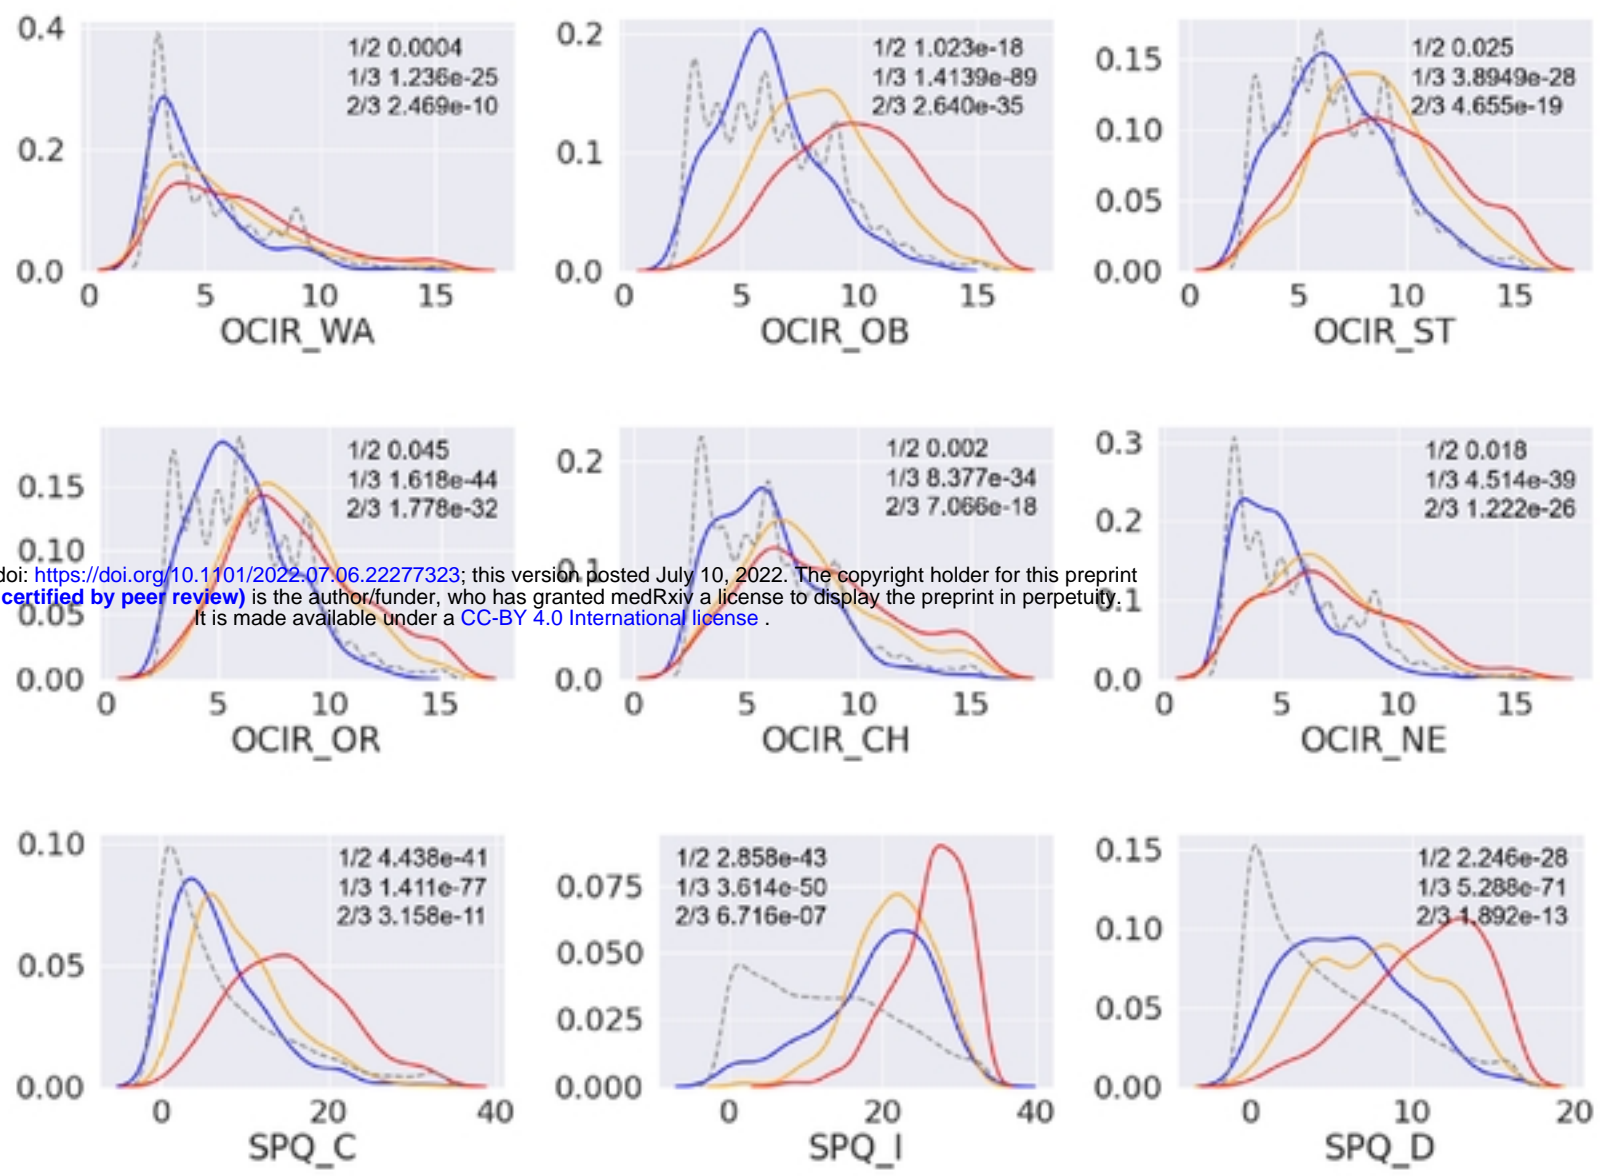 0.4
0.2
0.0
0 5 10 15
1/2 0.0004
1/3 1.236e-25
2/3 2.469e-10
OCIR_WA
0.2
0.1
0.0
0 5 10 15
1/2 1.023e-18
1/3 1.4139e-89
2/3 2.640e-35
OCIR_OB
0.15
0.10
0.05
0.00
0 5 10 15
1/2 0.025
1/3 3.8949e-28
2/3 4.655e-19
OCIR_ST
0.15
0.10
0.05
0.00
0 5 10 15
1/2 0.045
1/3 1.618e-44
2/3 1.778e-32
OCIR_OR
0.2
0.1
0.0
0 5 10 15
1/2 0.002
1/3 8.377e-34
2/3 7.066e-18
OCIR_CH
0.3
0.2
0.1
0.0
0 5 10 15
1/2 0.018
1/3 4.514e-39
2/3 1.222e-26
OCIR_NE
doi: https://doi.org/10.1101/2022.07.06.22277323; this version posted July 10, 2022. The copyright holder for this preprint
certified by peer review) is the author/funder, who has granted medRxiv a license to display the preprint in perpetuity.
It is made available under a CC-BY 4.0 International license .
0.10
0.05
0.00
0 20 40
1/2 4.438e-41
1/3 1.411e-77
2/3 3.158e-11
SPQ_C
0.075
0.050
0.025
0.000
0 20 40
1/2 2.858e-43
1/3 3.614e-50
2/3 6.716e-07
SPQ_I
0.15
0.10
0.05
0.00
0 10 20
1/2 2.246e-28
1/3 5.288e-71
2/3 1.892e-13
SPQ_D